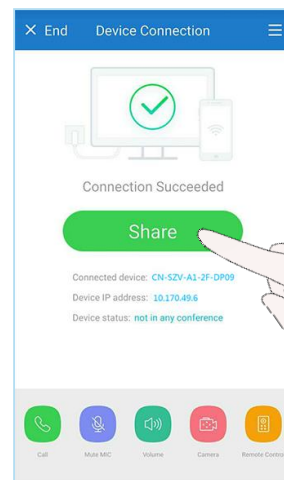 × End Device Connection
Connection Succeeded
Share
Connected device: CN-SZV-A1-2F-DP09
Device IP address: 10.170.49.6
Device status: not in any conference
Call Mute MIC Volume Camera Remote Control